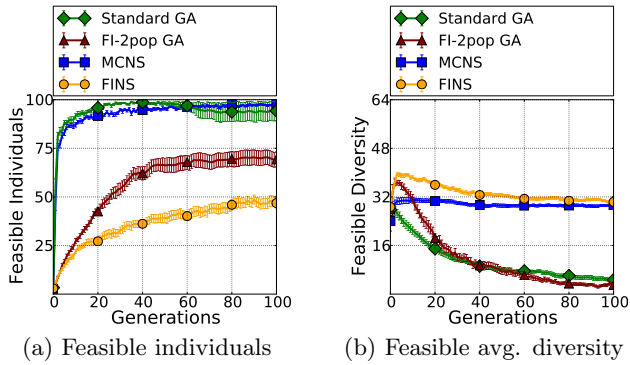 Standard GA
FI-2pop GA
MCNS
FINS
Feasible Individuals
100
75
50
25
0 20 40 60 80 100
Generations
(a) Feasible individuals
Standard GA
FI-2pop GA
MCNS
FINS
Feasible Diversity
64
48
32
16
0 20 40 60 80 100
Generations
(b) Feasible avg. diversity